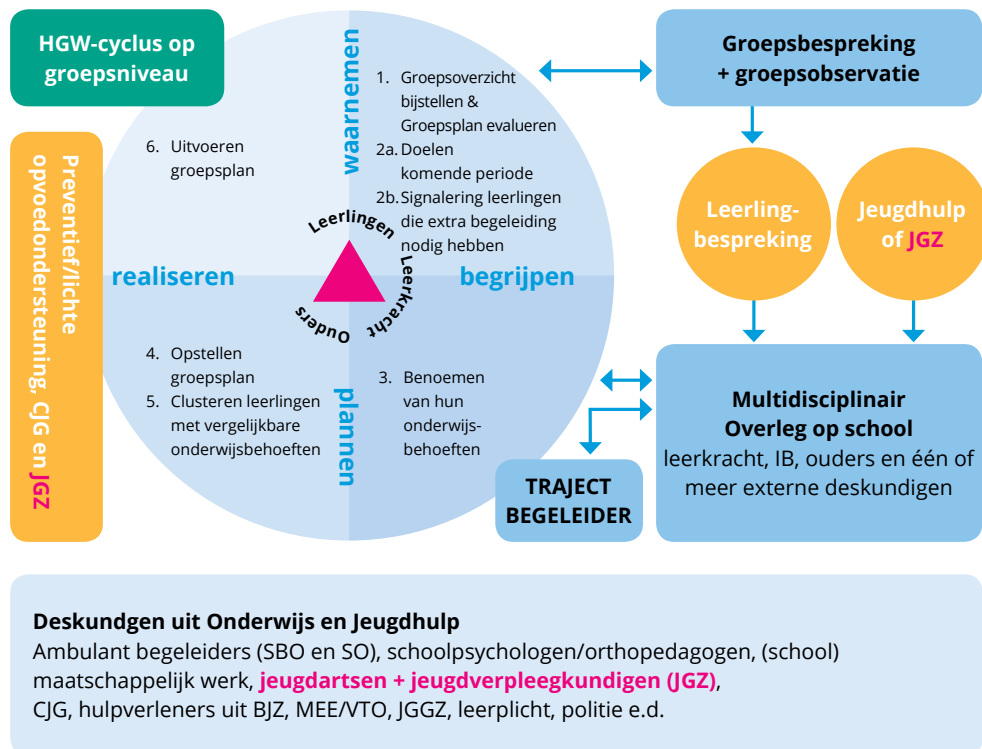 HGW-cyclus op
groepsniveau
Preventief/lichte
opvoedondersteuning, CJG en JGZ
waarnemen
1. Groepsoverzicht
bijstellen &
Groepsplan evalueren
2a. Doelen
komende periode
2b. Signalering leerlingen
die extra begeleiding
nodig hebben
begrijpen
3. Benoemen
van hun
onderwijs-
behoeften
plannen
4. Opstellen
groepsplan
5. Clusteren leerlingen
met vergelijkbare
onderwijsbehoeften
realiseren
6. Uitvoeren
groepsplan
Leerlingen
Leerkracht
Ouders
Groepsbespreking
+ groepsobservatie
Leerling-
bespreking
Jeugdhulp
of JGZ
Multidisciplinair
Overleg op school
leerkracht, IB, ouders en één of
meer externe deskundigen
TRAJECT
BEGELEIDER
Deskundgen uit Onderwijs en Jeugdhulp
Ambulant begeleiders (SBO en SO), schoolpsychologen/orthopedagogen, (school)
maatschappelijk werk, jeugdartsen + jeugdverpleegkundigen (JGZ),
CJG, hulpverleners uit BJZ, MEE/VTO, JGGZ, leerplicht, politie e.d.